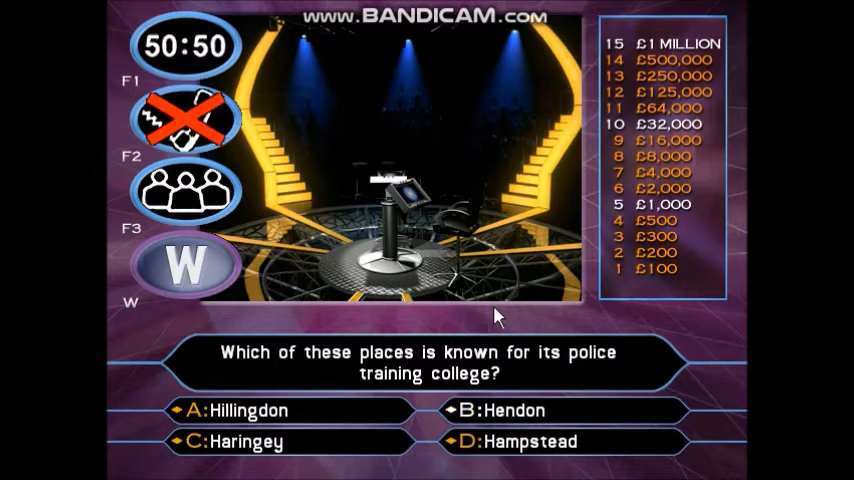 www.BANDICAM.com
50:50
F1
F2
F3
W
W
15 £1 MILLION
14 £500,000
13 £250,000
12 £125,000
11 £64,000
10 £32,000
9 £16,000
8 £8,000
7 £4,000
6 £2,000
5 £1,000
4 £500
3 £300
2 £200
1 £100
Which of these places is known for its police
training college?
A:Hillingdon
B:Hendon
C:Haringey
D:Hampstead